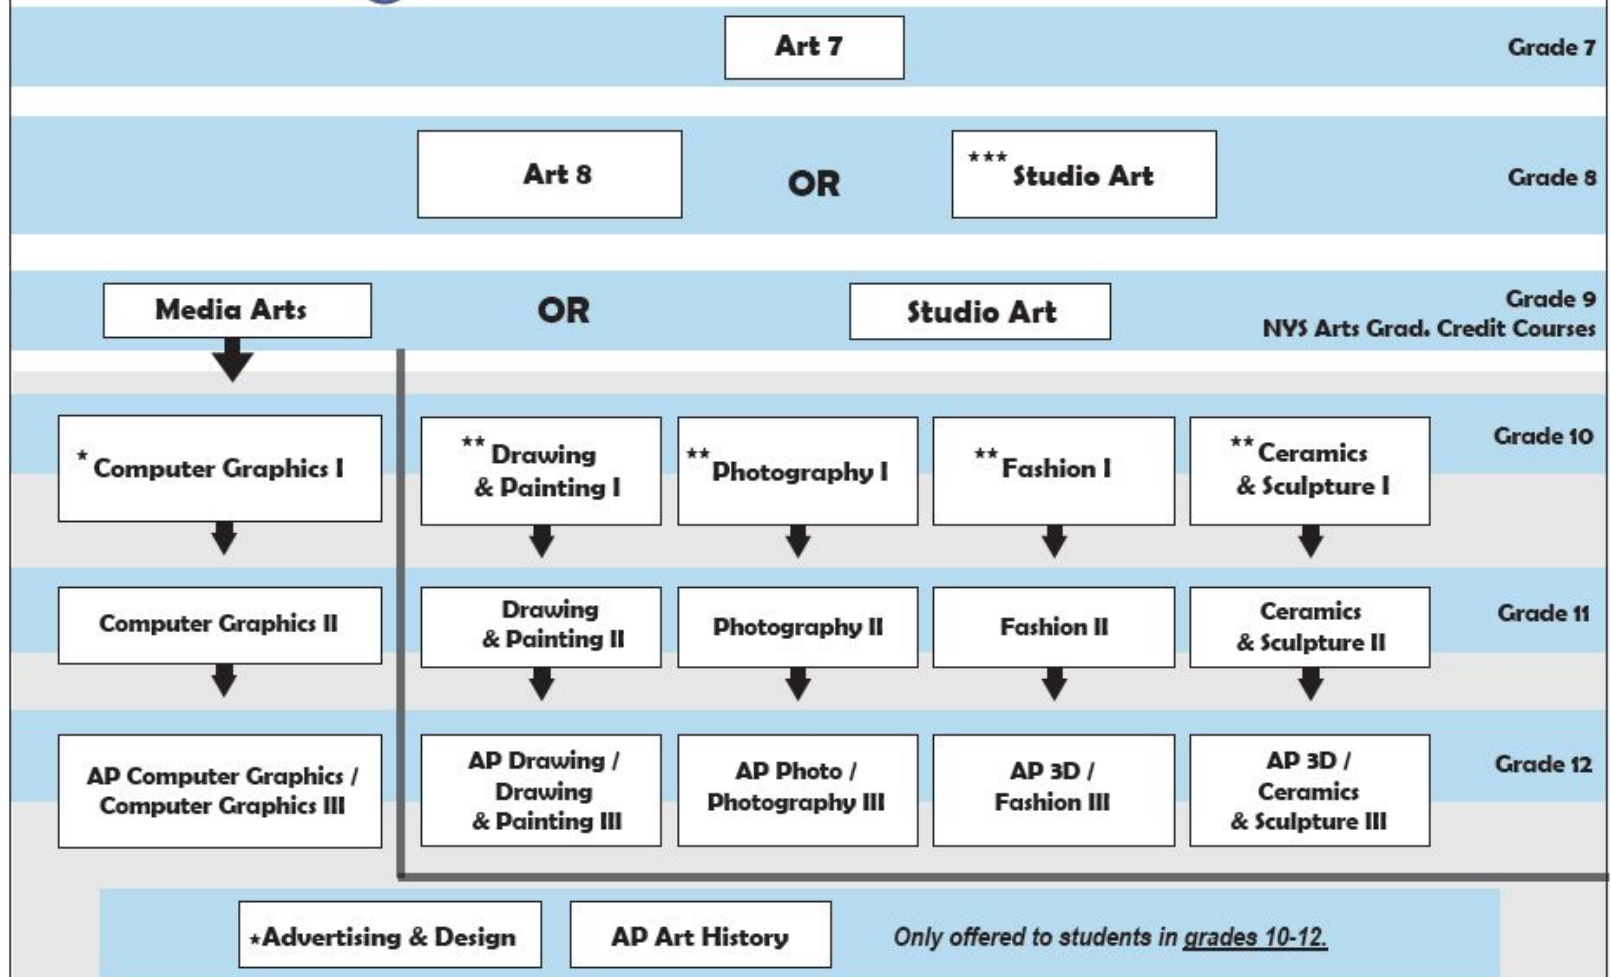 Art 7
Grade 7
Art 8
OR
*** Studio Art
Grade 8
Media Arts
OR
Studio Art
Grade 9
NYS Arts Grad. Credit Courses
* Computer Graphics I
** Drawing
& Painting I
** Photography I
** Fashion I
** Ceramics
& Sculpture I
Grade 10
Computer Graphics II
Drawing
& Painting II
Photography II
Fashion II
Ceramics
& Sculpture II
Grade 11
AP Computer Graphics /
Computer Graphics III
AP Drawing /
Drawing
& Painting III
AP Photo /
Photography III
AP 3D /
Fashion III
AP 3D /
Ceramics
& Sculpture III
Grade 12
*Advertising & Design
AP Art History
Only offered to students in grades 10-12.